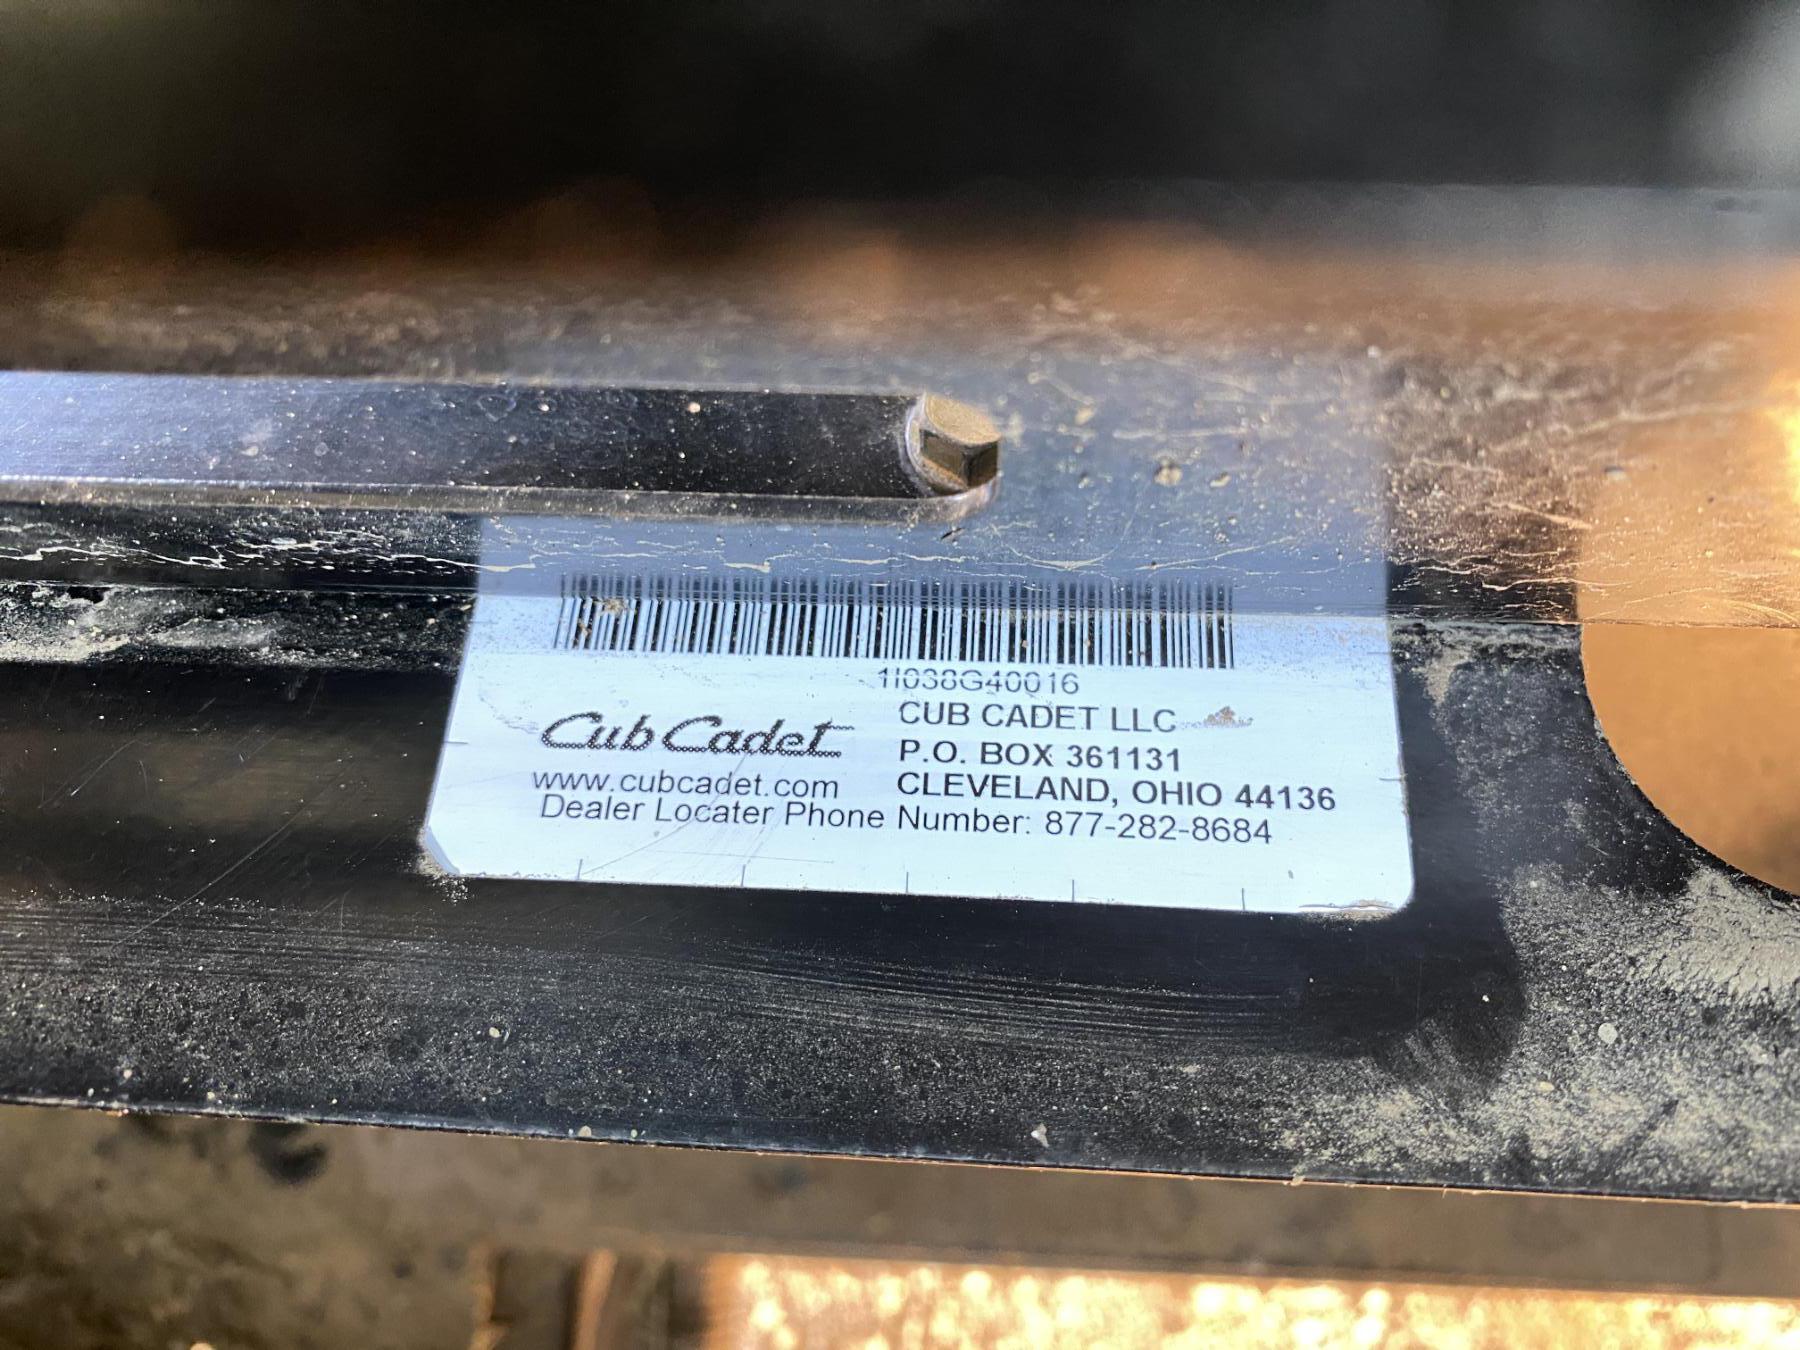 1I038G40016
Cub Cadet
CUB CADET LLC
P.O. BOX 361131
www.cubcadet.com
CLEVELAND, OHIO 44136
Dealer Locater Phone Number: 877-282-8684